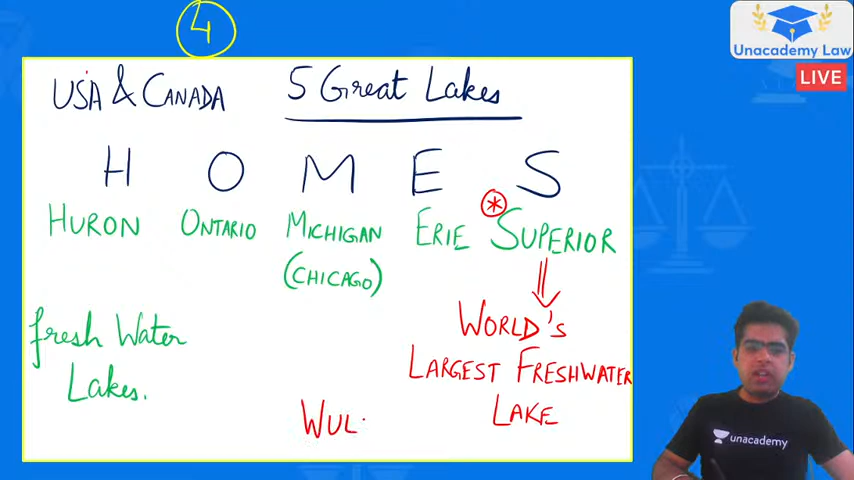 4
Unacademy Law
LIVE
USA & CANADA
5 Great Lakes
H O M E S
HURON ONTARIO MICHIGAN ERIE * SUPERIOR
(CHICAGO)
Fresh Water
Lakes.
WORLD's
LARGEST FRESHWATER
LAKE
WUL
unacademy